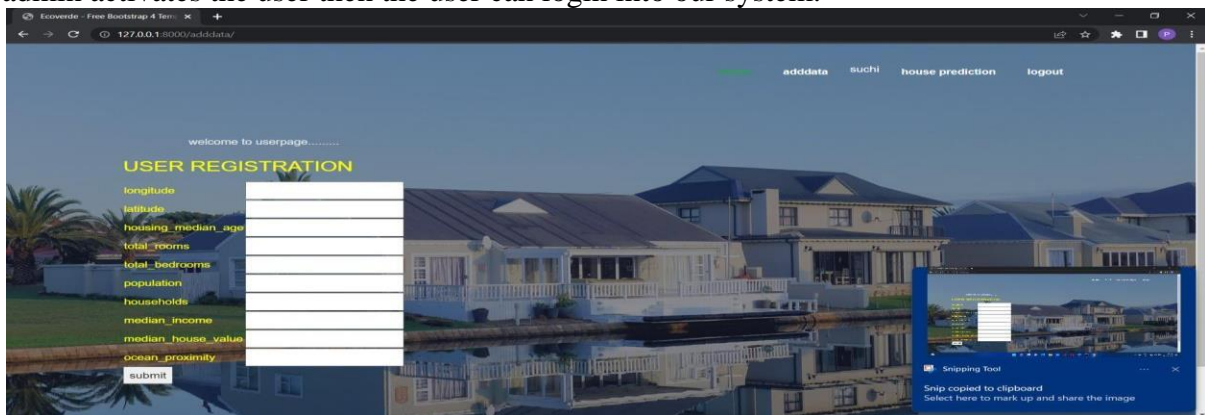 admin activates the user then the user can login into our system.
Ecoverde - Free Bootstrap 4 Tem
127.0.0.1:8000/adddata/
P
adddata suchi house prediction logout
welcome to userpage.........
USER REGISTRATION
longitude
latitude
housing_median_age
total_rooms
total_bedrooms
population
households
median_income
median_house_value
ocean_proximity
submit
Snipping Tool
Snip copied to clipboard
Select here to mark up and share the image